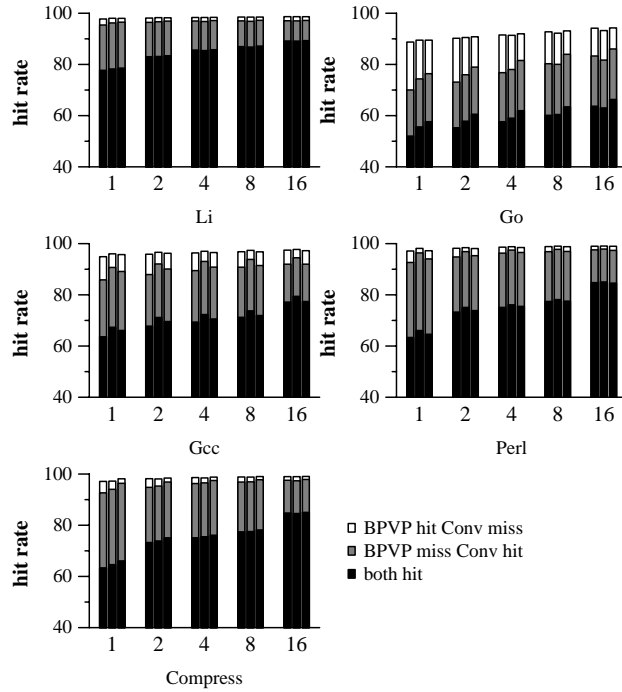 100
80
60
40
hit rate
1 2 4 8 16
Li
100
80
60
40
hit rate
1 2 4 8 16
Go
100
80
60
40
hit rate
1 2 4 8 16
Gcc
100
80
60
40
hit rate
1 2 4 8 16
Perl
100
80
60
40
hit rate
1 2 4 8 16
Compress
BPVP hit Conv miss
BPVP miss Conv hit
both hit